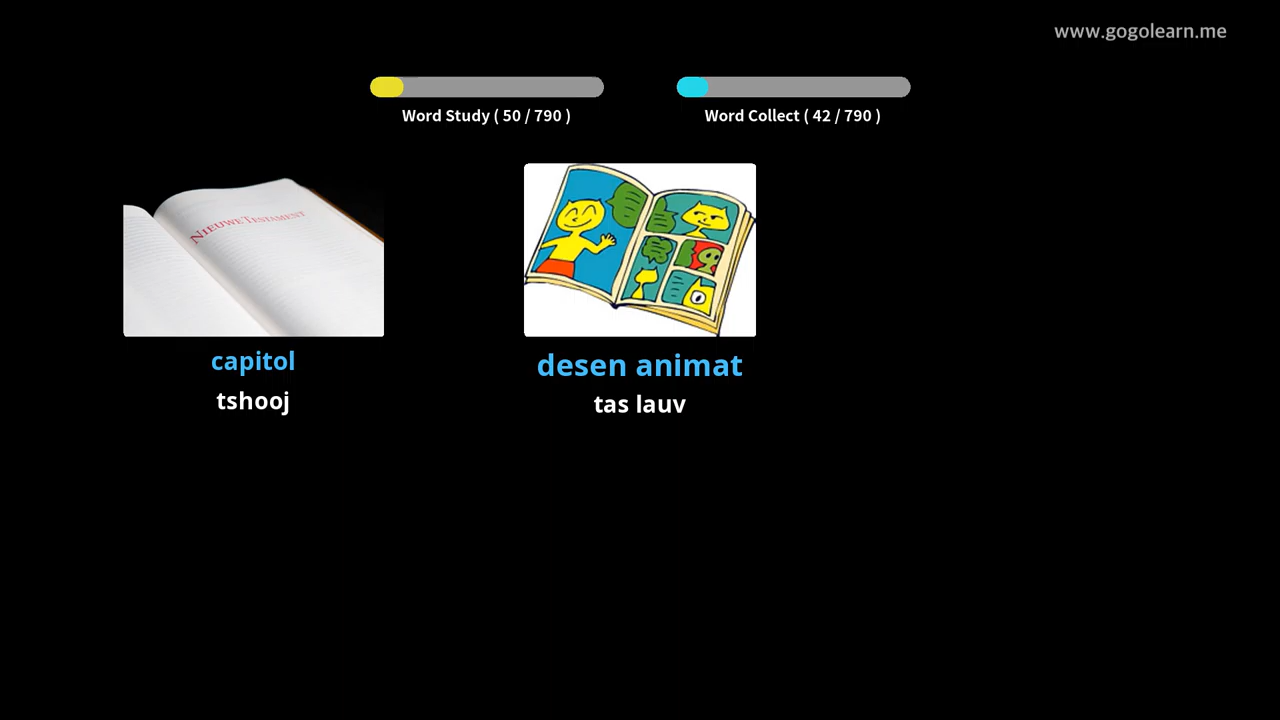 www.gogolearn.me
Word Study ( 50 / 790 )
Word Collect ( 42 / 790 )
NIEUWE TESTAMENT
capitol
tshooj
desen animat
tas lauv